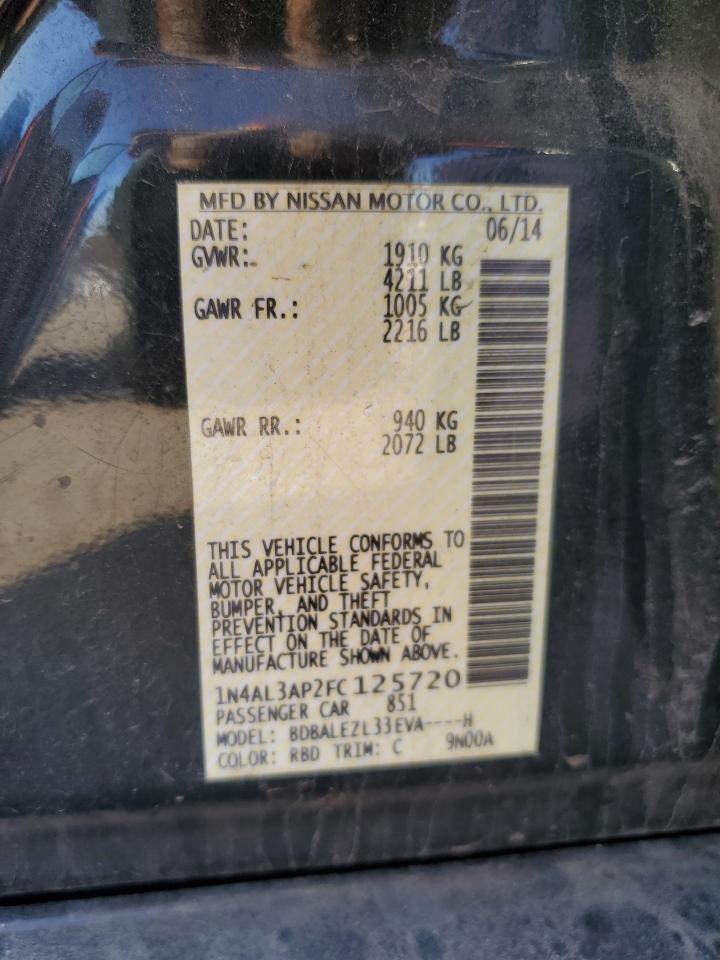 MFD BY NISSAN MOTOR CO., LTD.
DATE: 06/14
GVWR: 1910 KG
4211 LB
GAWR FR.: 1005 KG
2216 LB
GAWR RR.: 940 KG
2072 LB
THIS VEHICLE CONFORMS TO
ALL APPLICABLE FEDERAL
MOTOR VEHICLE SAFETY,
BUMPER, AND THEFT
PREVENTION STANDARDS IN
EFFECT ON THE DATE OF
MANUFACTURE SHOWN ABOVE.
1N4AL3AP2FC125720
PASSENGER CAR 851
MODEL: BDBALEZL33EVA----H
COLOR: RBD TRIM: C 9N00A